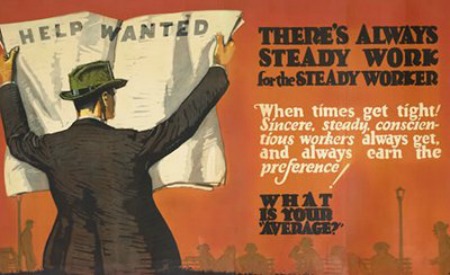 HELP WANTED
THERE'S ALWAYS
STEADY WORK
for the STEADY WORKER
When times get tight!
Sincere, steady, conscien-
tious workers always get,
and always earn the
preference!
WHAT
IS YOUR
"AVERAGE?"